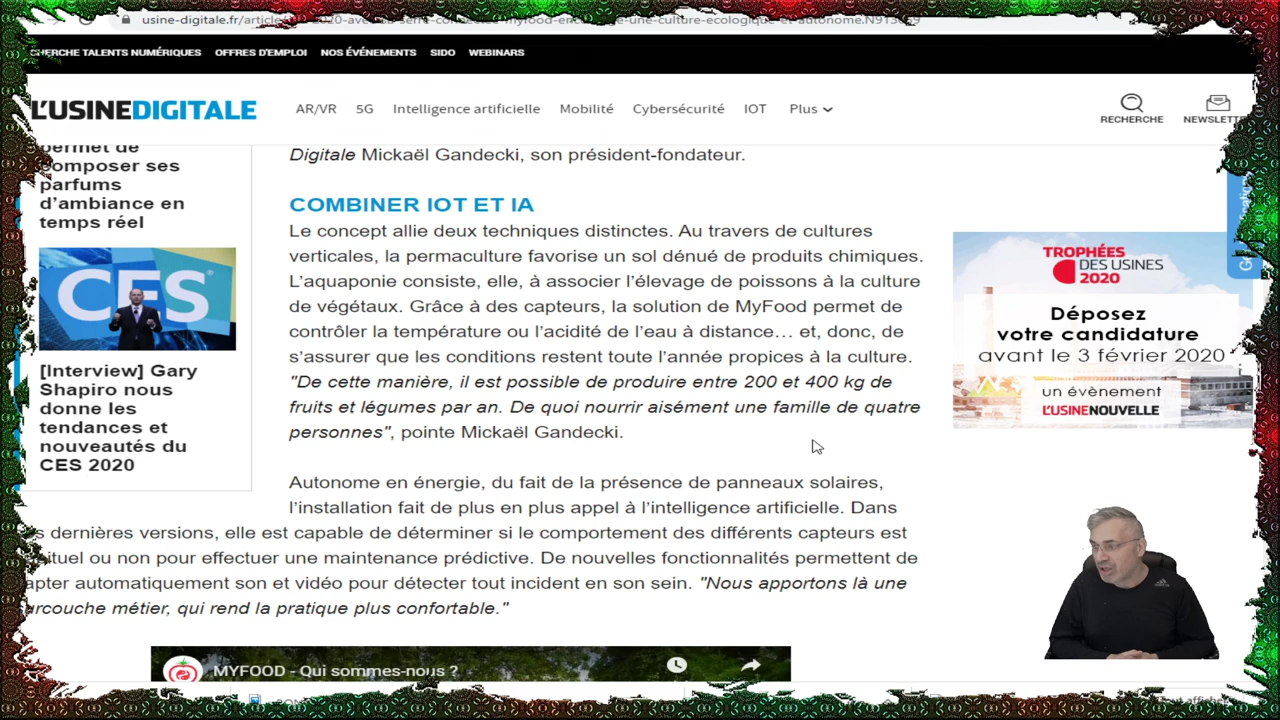 usine-digitale.fr/article
CHERCHE TALENTS NUMÉRIQUES OFFRES D'EMPLOI NOS ÉVÉNEMENTS SIDO WEBINARS
L'USINEDIGITALE AR/VR 5G Intelligence artificielle Mobilité Cybersécurité IOT Plus
RECHERCHE NEWSLETT
permet de
composer ses
parfums
d'ambiance en
temps réel
CES
[Interview] Gary
Shapiro nous
donne les
tendances et
nouveautés du
CES 2020
Digitale Mickaël Gandecki, son président-fondateur.
COMBINER IOT ET IA
Le concept allie deux techniques distinctes. Au travers de cultures
verticales, la permaculture favorise un sol dénué de produits chimiques.
L'aquaponie consiste, elle, à associer l'élevage de poissons à la culture
de végétaux. Grâce à des capteurs, la solution de MyFood permet de
contrôler la température ou l'acidité de l'eau à distance… et, donc, de
s'assurer que les conditions restent toute l'année propices à la culture.
"De cette manière, il est possible de produire entre 200 et 400 kg de
fruits et légumes par an. De quoi nourrir aisément une famille de quatre
personnes", pointe Mickaël Gandecki.
Autonome en énergie, du fait de la présence de panneaux solaires,
l'installation fait de plus en plus appel à l'intelligence artificielle. Dans
s dernières versions, elle est capable de déterminer si le comportement des différents capteurs est
ituel ou non pour effectuer une maintenance prédictive. De nouvelles fonctionnalités permettent de
apter automatiquement son et vidéo pour détecter tout incident en son sein. "Nous apportons là une
urcouche métier, qui rend la pratique plus confortable."
MYFOOD - Qui sommes-nous ?
TROPHÉES
DES USINES
2020
Déposez
votre candidature
avant le 3 février 2020
un évènement
L'USINENOUVELLE